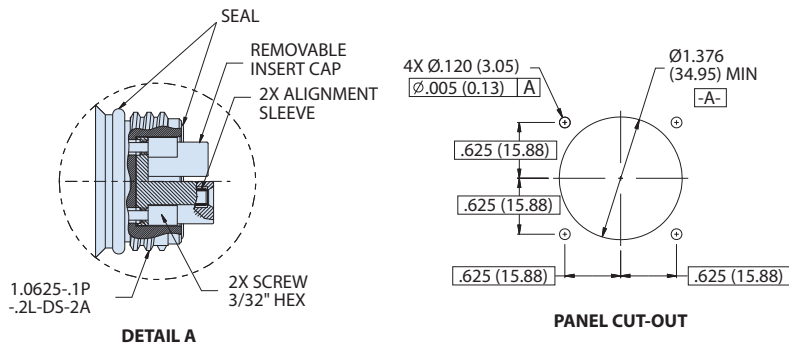 SEAL
REMOVABLE
INSERT CAP
2X ALIGNMENT
SLEEVE
1.0625-.1P
-.2L-DS-2A
2X SCREW
3/32" HEX
DETAIL A
4X Ø.120 (3.05)
Ø.005 (0.13) A
Ø1.376
(34.95) MIN
-A-
.625 (15.88)
.625 (15.88)
.625 (15.88)
.625 (15.88)
PANEL CUT-OUT